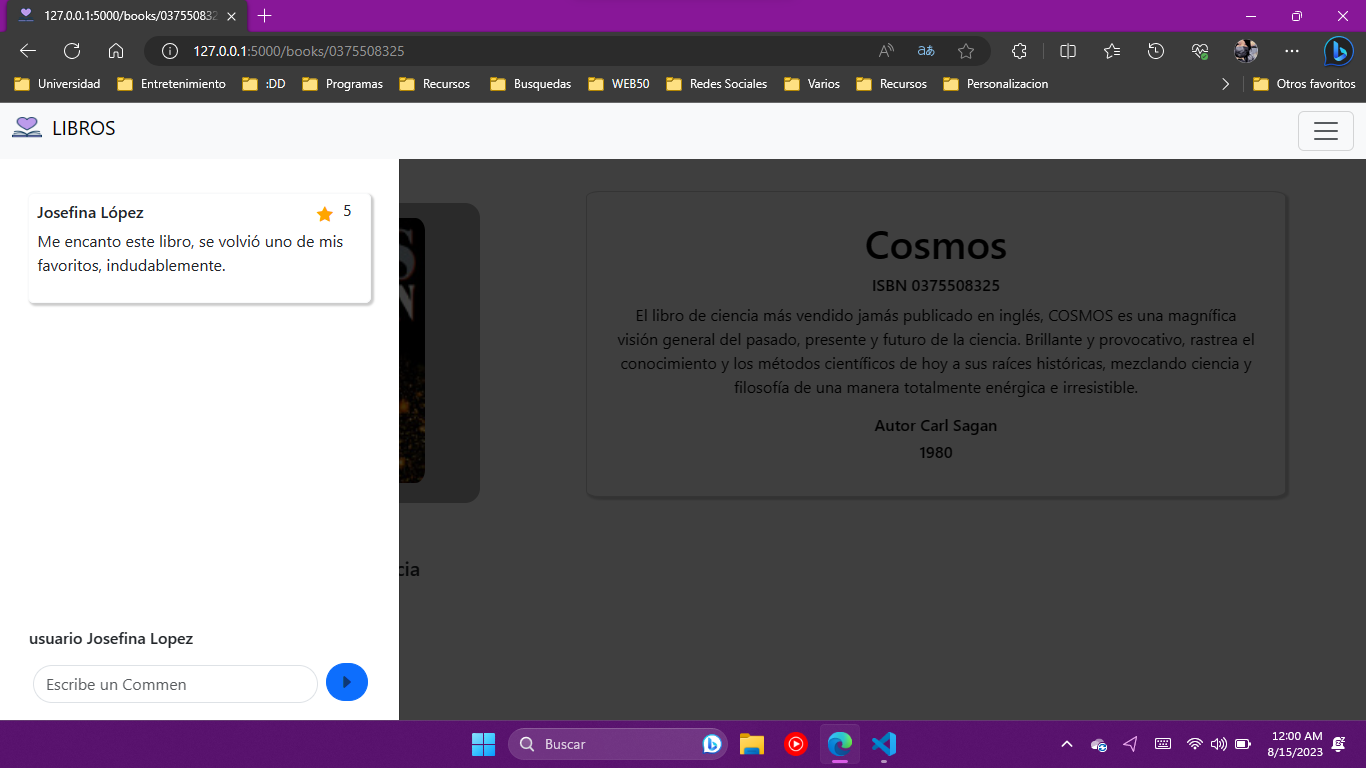 127.0.0.1:5000/books/037550832
127.0.0.1:5000/books/0375508325
Universidad
Entretenimiento
:DD
Programas
Recursos
Busquedas
WEB50
Redes Sociales
Varios
Recursos
Personalizacion
Otros favoritos
LIBROS
Josefina López
5
Me encanto este libro, se volvió uno de mis
favoritos, indudablemente.
S
N
cia
Cosmos
ISBN 0375508325
El libro de ciencia más vendido jamás publicado en inglés, COSMOS es una magnífica
visión general del pasado, presente y futuro de la ciencia. Brillante y provocativo, rastrea el
conocimiento y los métodos científicos de hoy a sus raíces históricas, mezclando ciencia y
filosofía de una manera totalmente enérgica e irresistible.
Autor Carl Sagan
1980
usuario Josefina Lopez
Escribe un Commen
Buscar
12:00 AM
8/15/2023